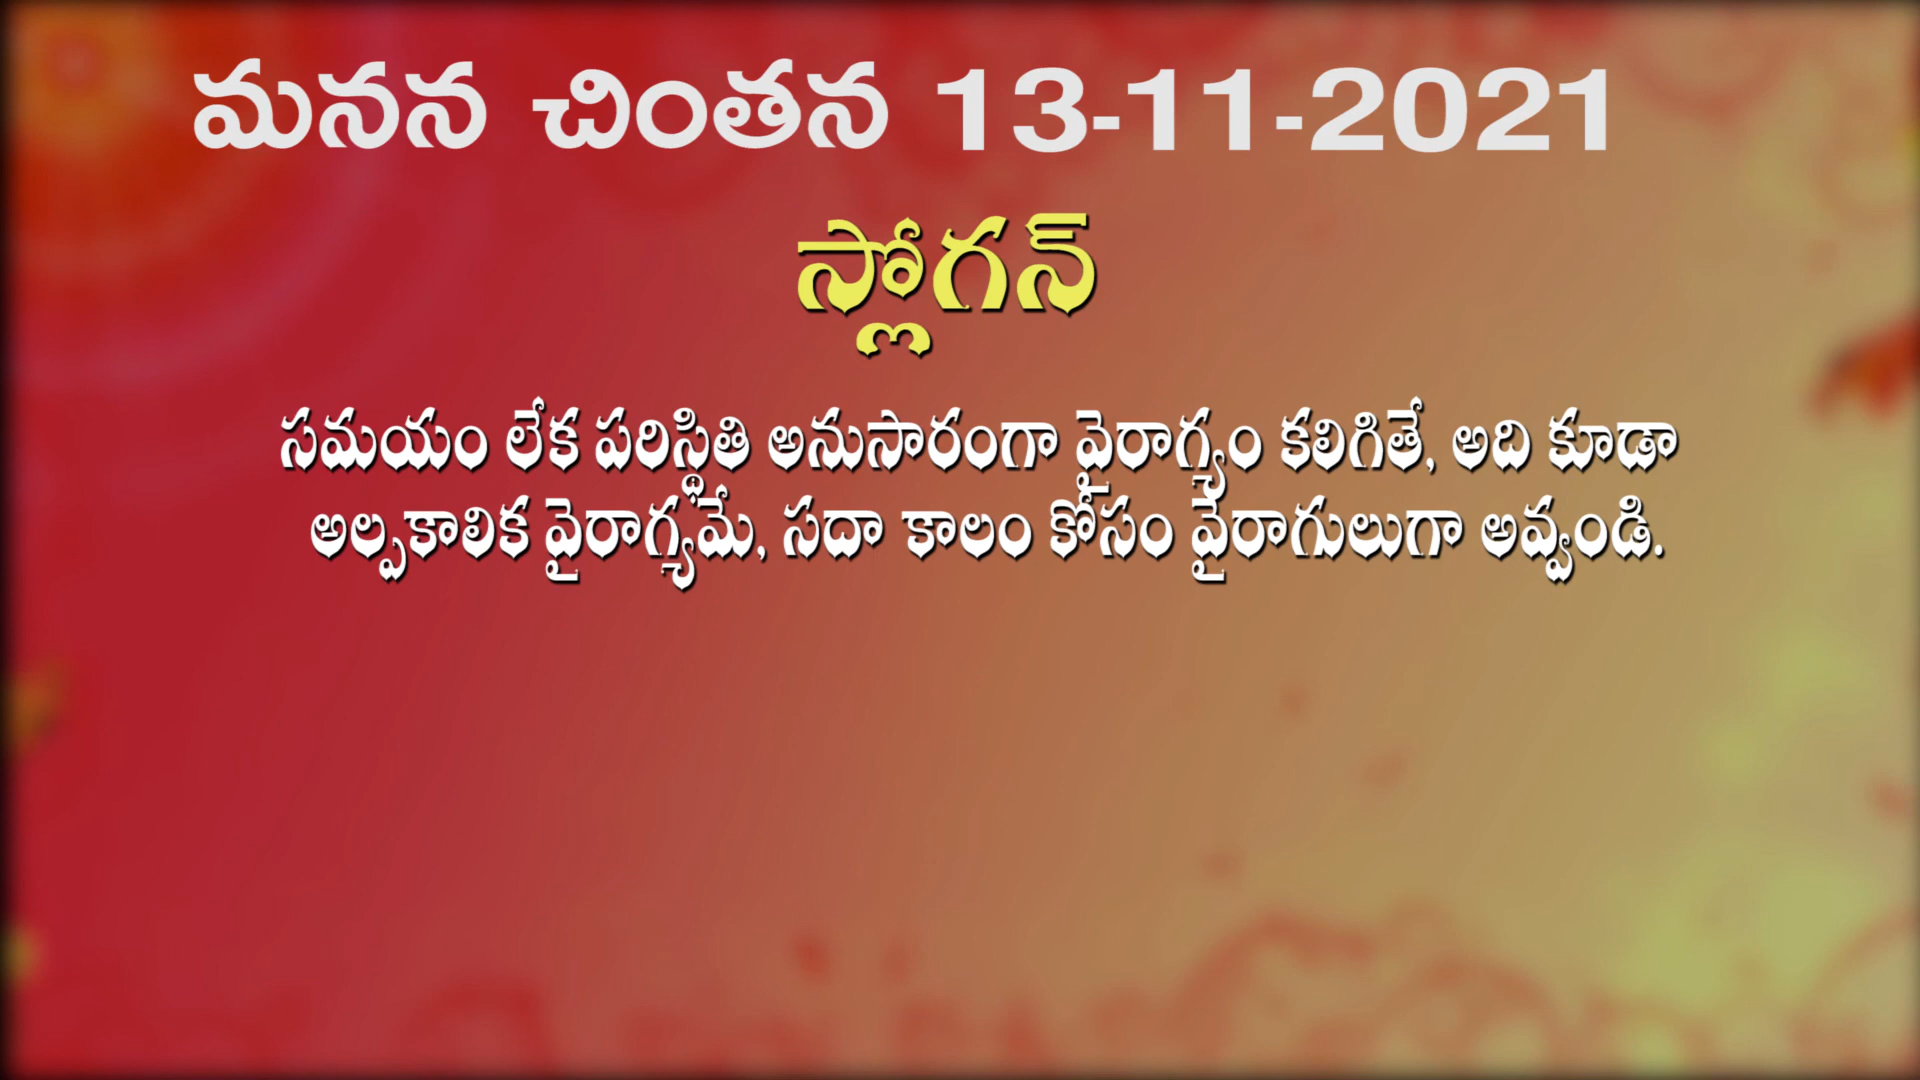 మనన చింతన 13-11-2021
స్లోగన్
సమయం లేక పరిస్థితి అనుసారంగా వైరాగ్యం కలిగితే, అది కూడా
అల్పకాలిక వైరాగ్యమే, సదా కాలం కోసం వైరాగులుగా అవ్వండి.